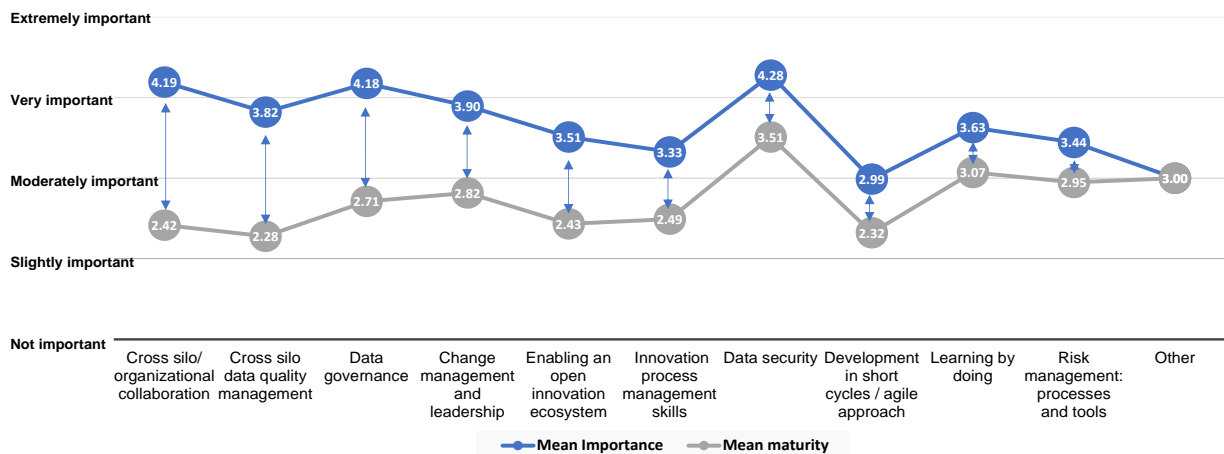 Extremely important
Very important
Moderately important
Slightly important
Not important
4.19
3.82
4.18
3.90
3.51
3.33
4.28
2.99
3.63
3.44
3.00
2.42
2.28
2.71
2.82
2.43
2.49
3.51
2.32
3.07
2.95
Cross silo/
organizational
collaboration
Cross silo
data quality
management
Data
governance
Change
management
and
leadership
Enabling an
open
innovation
ecosystem
Innovation
process
management
skills
Data security
Development
in short
cycles / agile
approach
Learning by
doing
Risk
management:
processes
and tools
Other
Mean Importance
Mean maturity